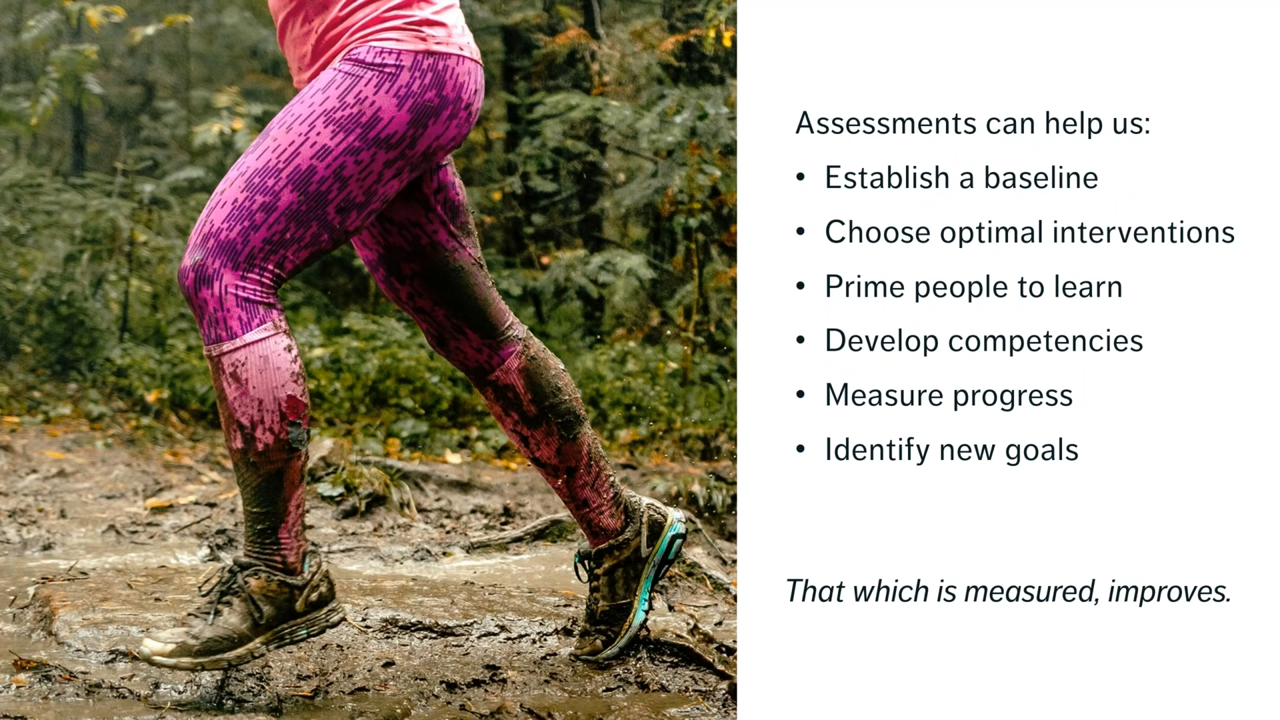 Assessments can help us:
• Establish a baseline
• Choose optimal interventions
• Prime people to learn
• Develop competencies
• Measure progress
• Identify new goals
That which is measured, improves.